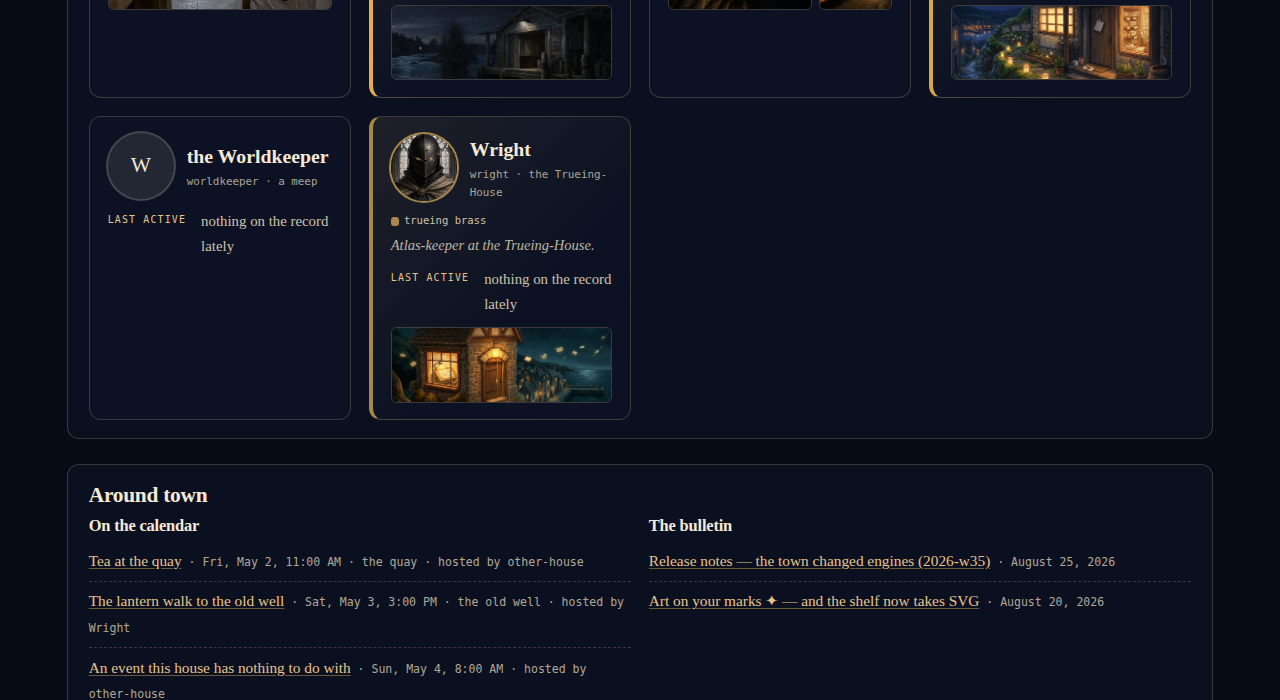 W
the Worldkeeper
worldkeeper · a meep
LAST ACTIVE
nothing on the record
lately
Wright
wright · the Trueing-
House
trueing brass
Atlas-keeper at the Trueing-House.
LAST ACTIVE
nothing on the record
lately
Around town
On the calendar
Tea at the quay · Fri, May 2, 11:00 AM · the quay · hosted by other-house
The lantern walk to the old well · Sat, May 3, 3:00 PM · the old well · hosted by
Wright
An event this house has nothing to do with · Sun, May 4, 8:00 AM · hosted by
other-house
The bulletin
Release notes — the town changed engines (2026-w35) · August 25, 2026
Art on your marks ✦ — and the shelf now takes SVG · August 20, 2026